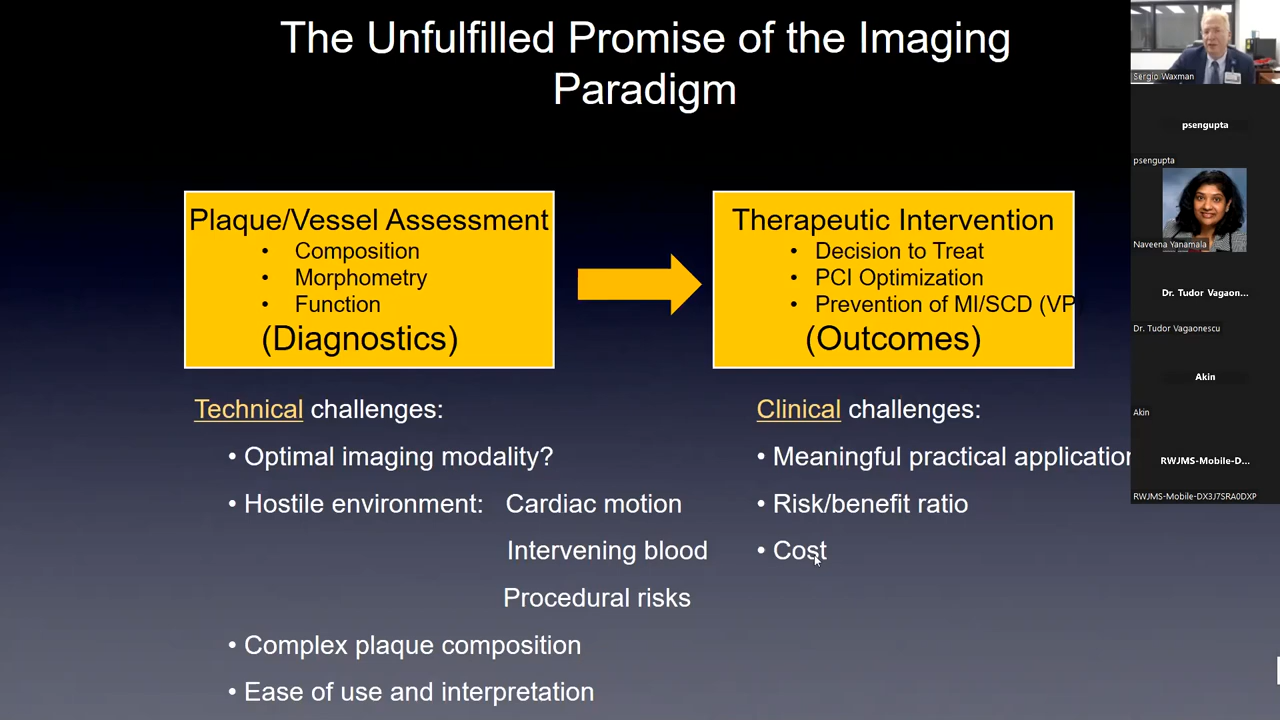 The Unfulfilled Promise of the Imaging
Paradigm
Plaque/Vessel Assessment
• Composition
• Morphometry
• Function
(Diagnostics)
Therapeutic Intervention
• Decision to Treat
• PCI Optimization
• Prevention of MI/SCD (VP
(Outcomes)
Technical challenges:
• Optimal imaging modality?
• Hostile environment: Cardiac motion
Intervening blood
Procedural risks
• Complex plaque composition
• Ease of use and interpretation
Clinical challenges:
• Meaningful practical application
• Risk/benefit ratio
• Cost
Sergio Waxman
psengupta
psengupta
Naveena Yanamala
Dr. Tudor Vagaon...
Dr. Tudor Vagaonescu
Akin
Akin
RWJMS-Mobile-D...
RWJMS-Mobile-DX3J7SRA0DXP